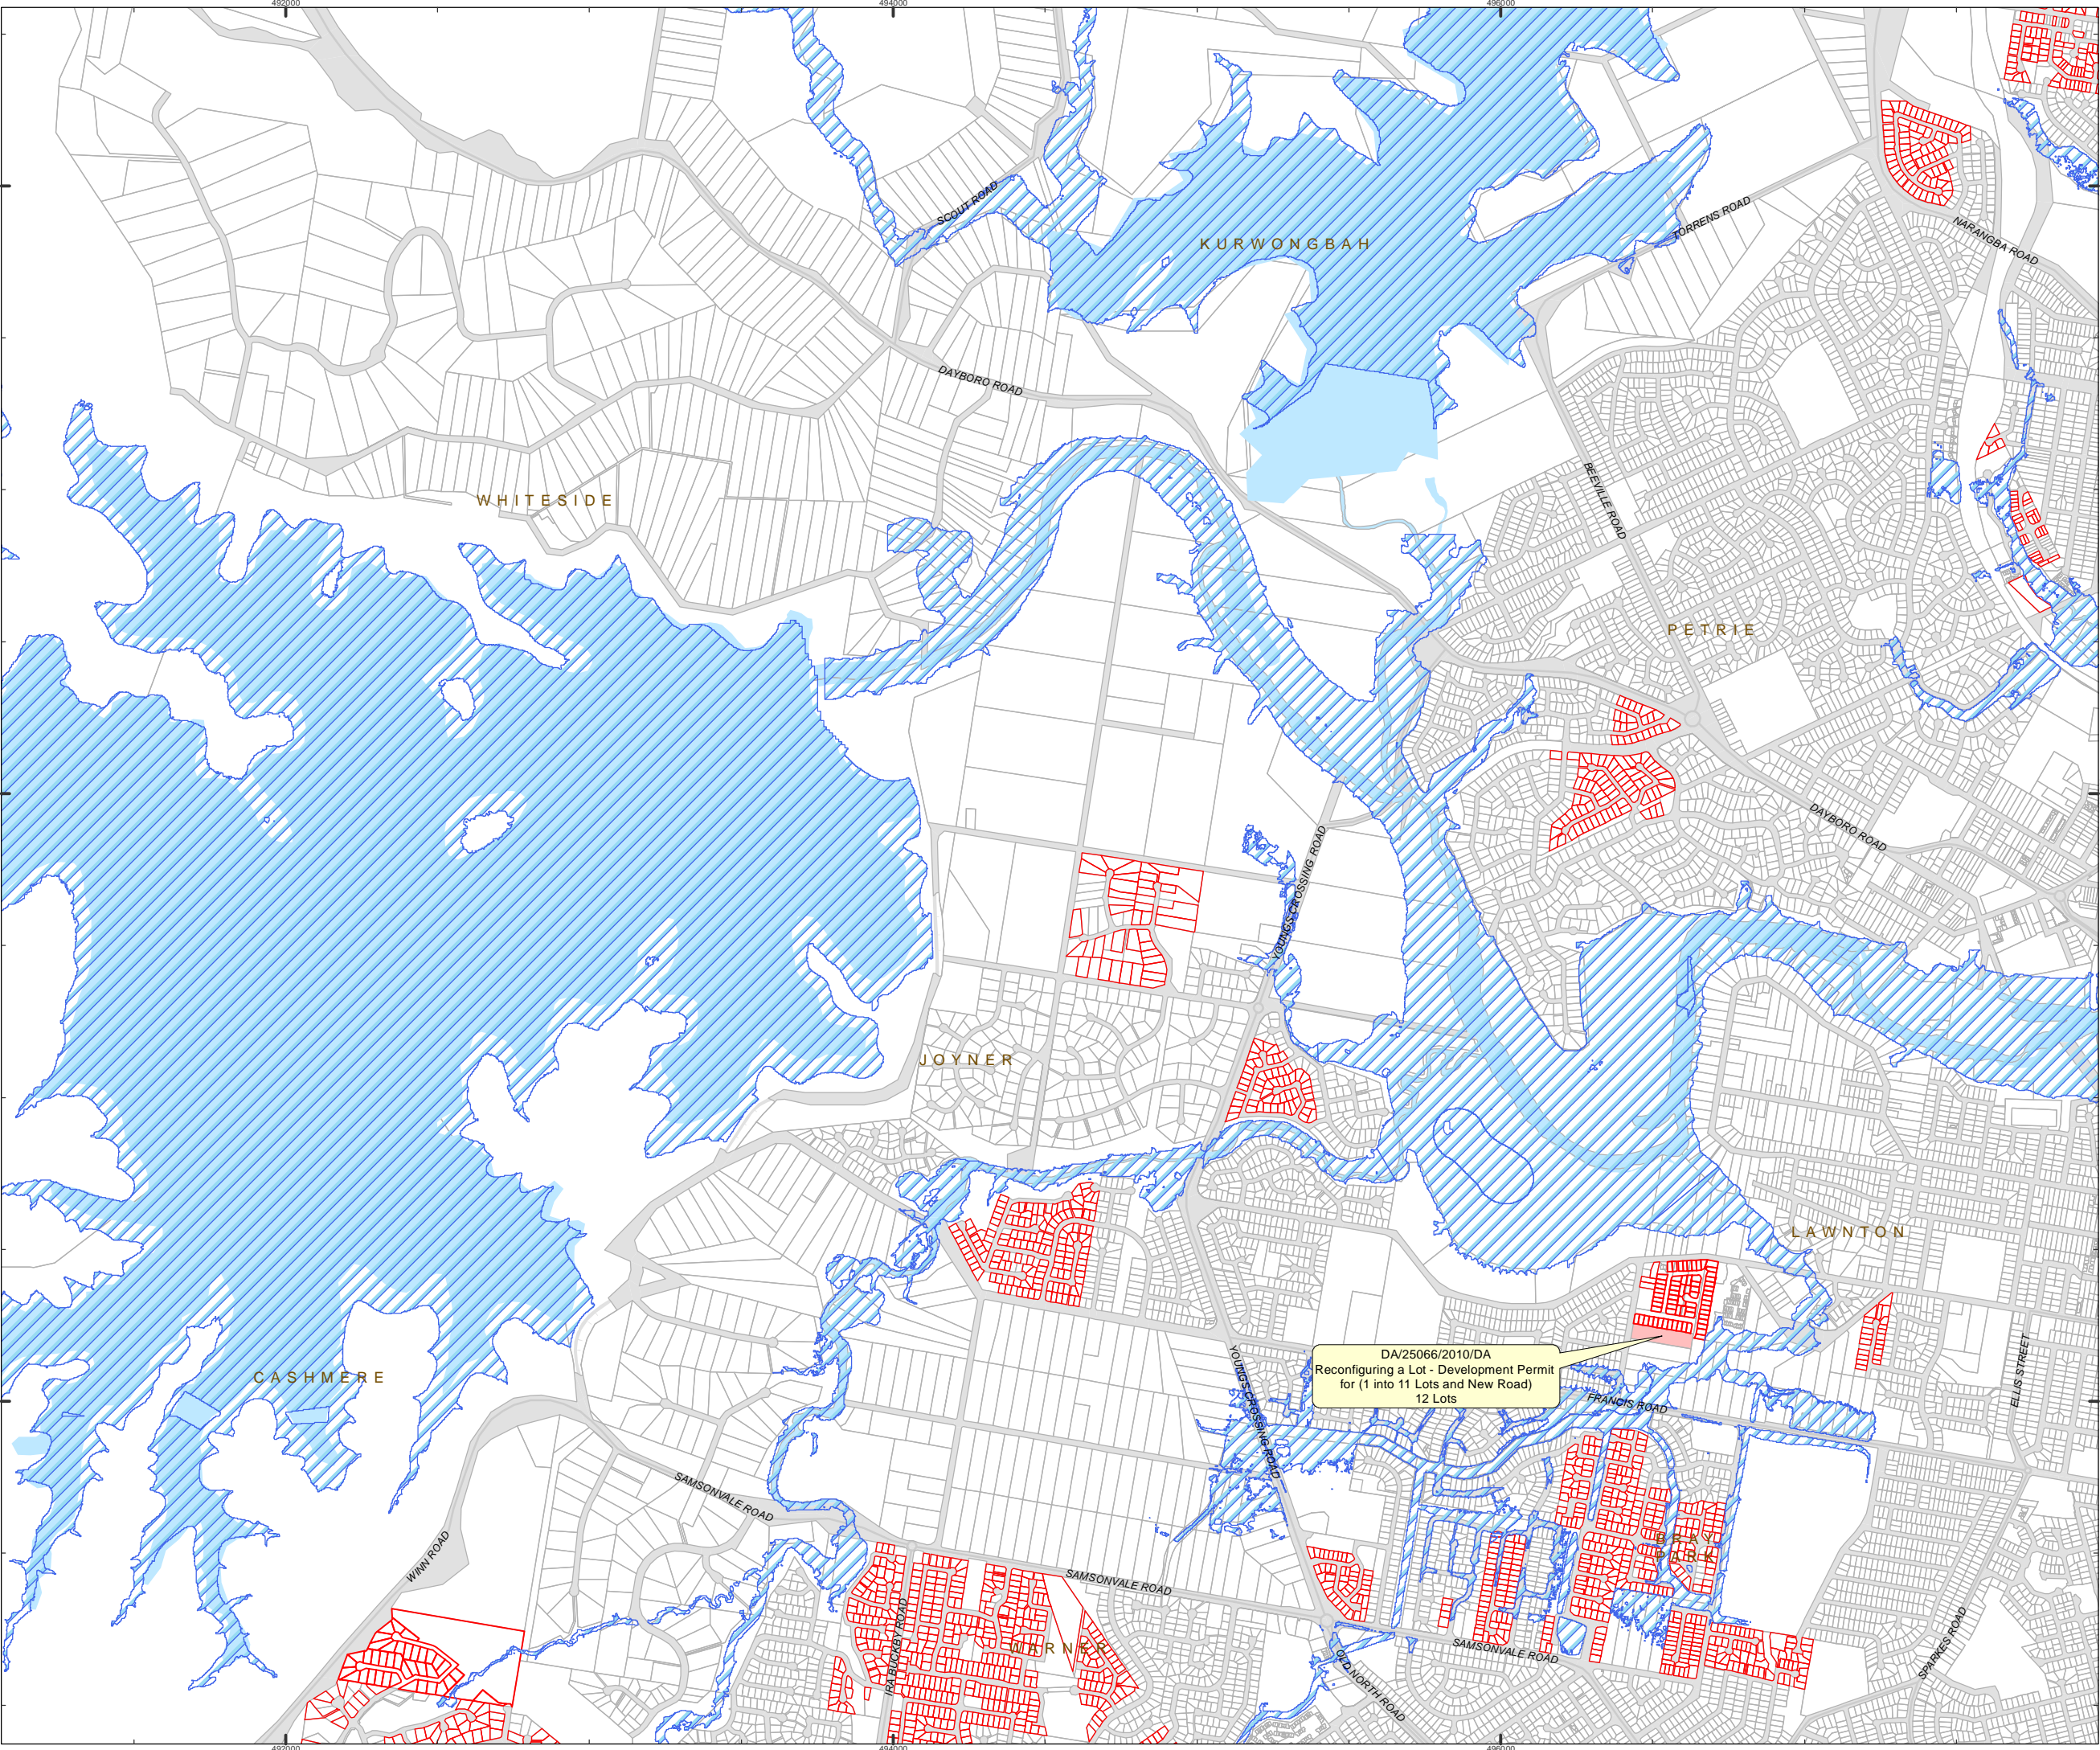 492000
494000
496000
SCOUT ROAD
KURWONGBAH
TORRENS ROAD
NARANGBA ROAD
DAYBORO ROAD
WHITESIDE
BEEVILLE ROAD
PETRIE
DAYBORO ROAD
YOUNGS CROSSING ROAD
JOYNER
LAWNTON
CASHMERE
YOUNGS CROSSING ROAD
DA/25066/2010/DA
Reconfiguring a Lot - Development Permit
for (1 into 11 Lots and New Road)
12 Lots
FRANCIS ROAD
ELLIS STREET
SAMSONVALE ROAD
WINN ROAD
BRAY
PARK
SAMSONVALE ROAD
IRA BUCKBY ROAD
WARNER
SAMSONVALE ROAD
OLD NORTH ROAD
SPARKES ROAD
492000
494000
496000